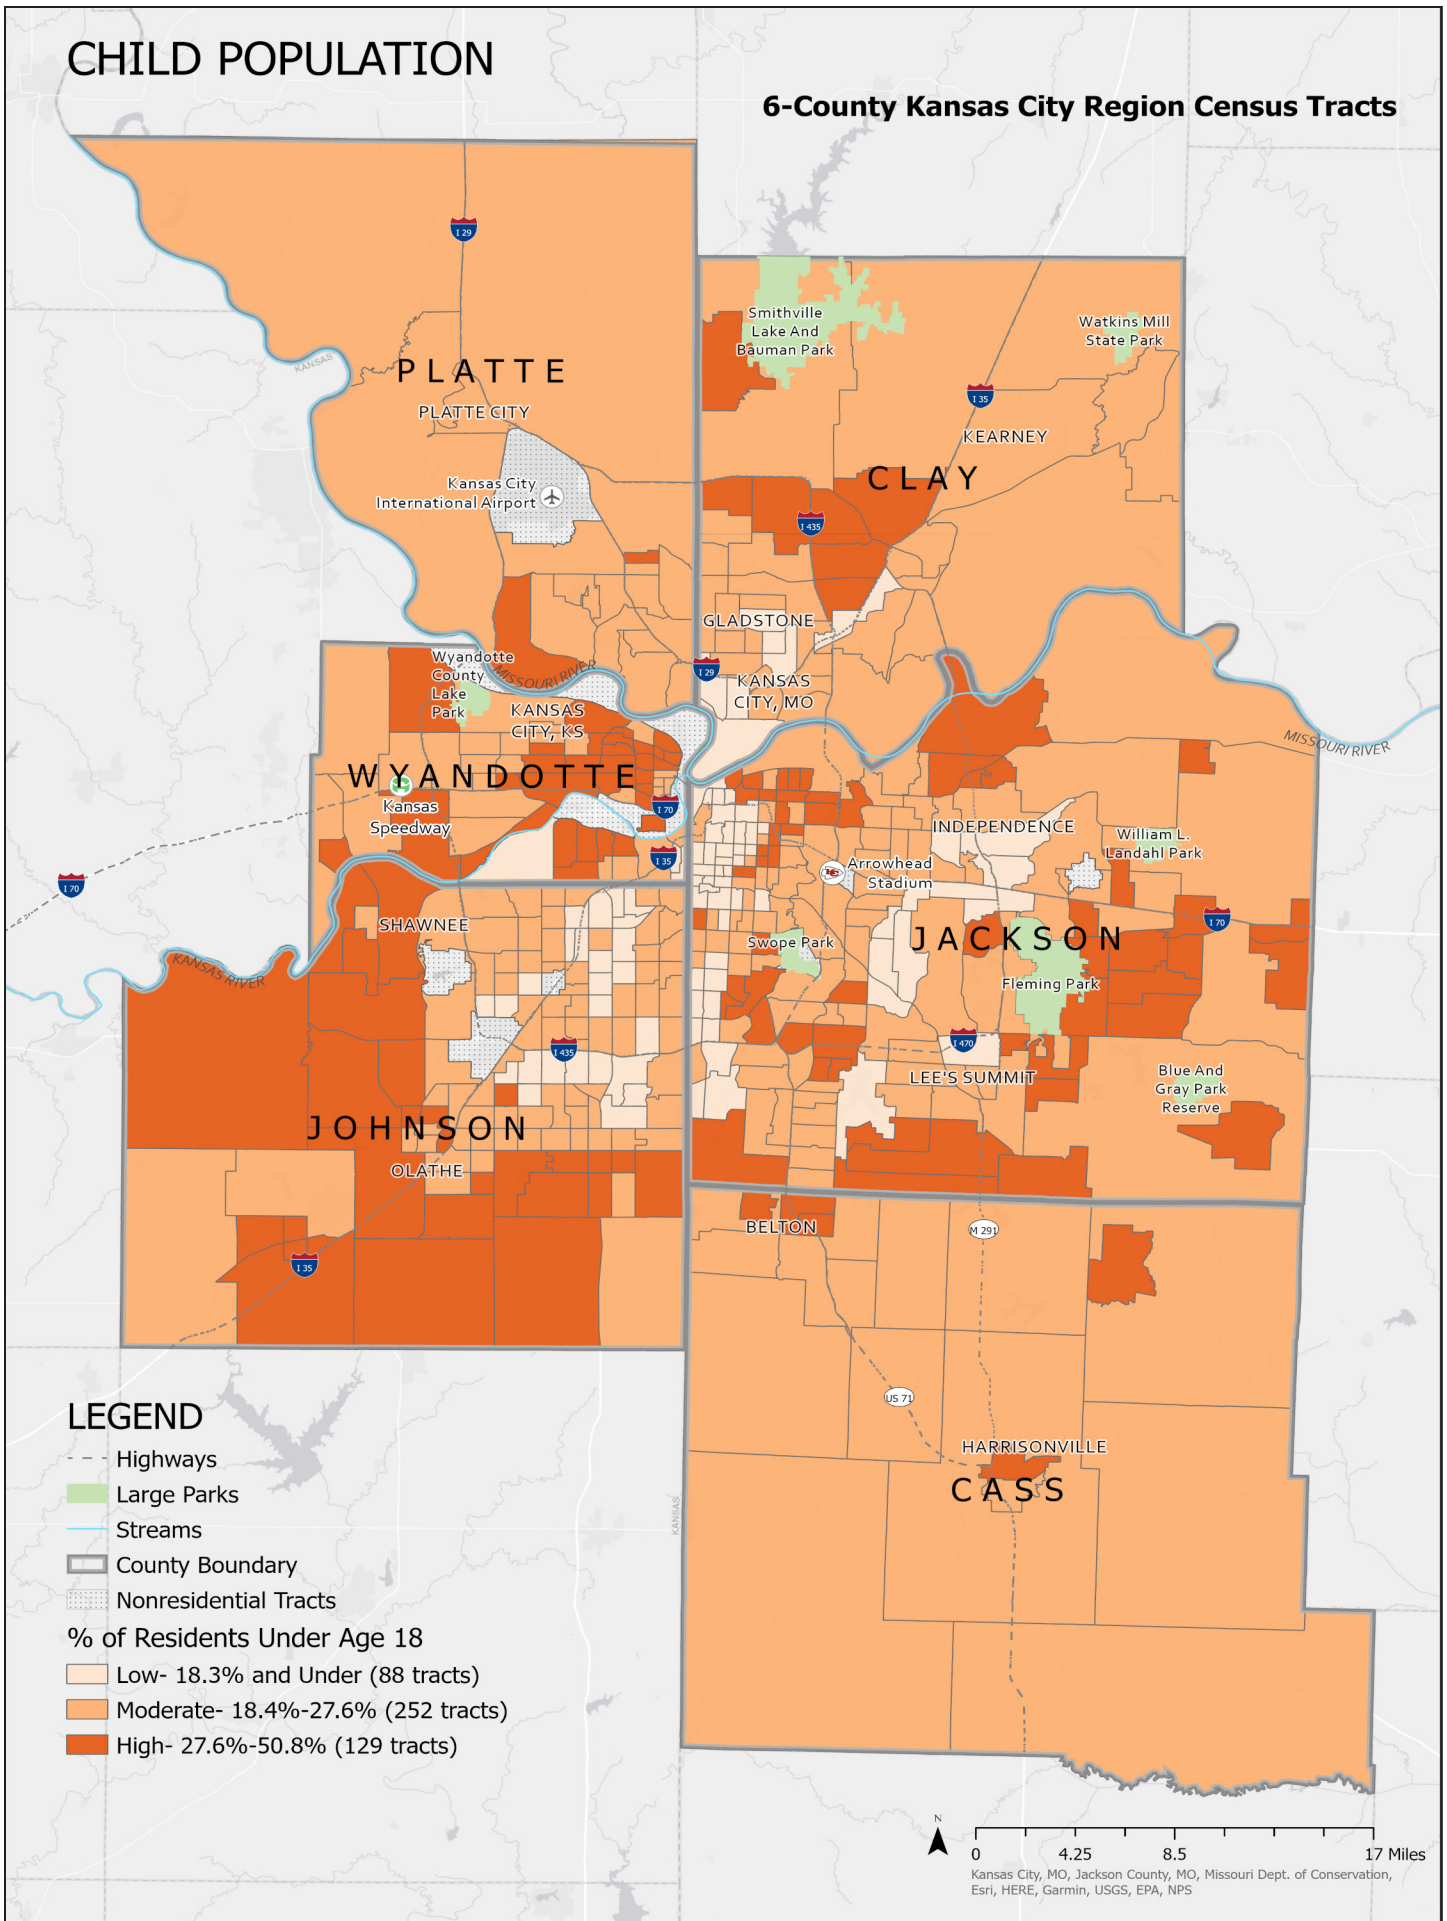 CHILD POPULATION
6-County Kansas City Region Census Tracts
I 29
Smithville
Lake And
Bauman Park
Watkins Mill
State Park
KANSAS
PLATTE
I 35
PLATTE CITY
KEARNEY
CLAY
Kansas City
International Airport
I 435
GLADSTONE
Wyandotte
County
Lake
Park
MISSOURI RIVER
I 29
KANSAS
CITY, MO
KANSAS
CITY, KS
MISSOURI RIVER
WYANDOTTE
Kansas
Speedway
I 70
INDEPENDENCE
William L.
Landahl Park
I 35
Arrowhead
Stadium
I 70
SHAWNEE
I 70
JACKSON
Swope Park
KANSAS RIVER
Fleming Park
I 435
I 470
LEE'S SUMMIT
Blue And
Gray Park
Reserve
JOHNSON
OLATHE
BELTON
M 291
I 35
US 71
HARRISONVILLE
CASS
KANSAS
LEGEND
Highways
Large Parks
Streams
County Boundary
Nonresidential Tracts
% of Residents Under Age 18
Low- 18.3% and Under (88 tracts)
Moderate- 18.4%-27.6% (252 tracts)
High- 27.6%-50.8% (129 tracts)
N
0 4.25 8.5 17 Miles
Kansas City, MO, Jackson County, MO, Missouri Dept. of Conservation,
Esri, HERE, Garmin, USGS, EPA, NPS